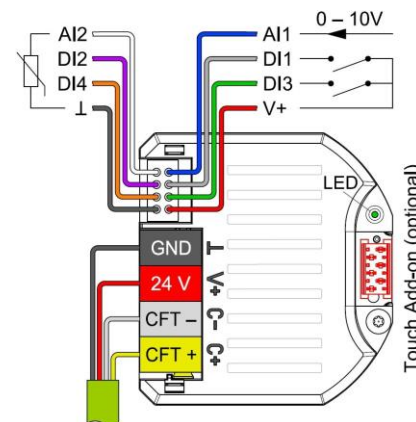 AI2
DI2
DI4
⊥
AI1
DI1
DI3
V+
0 – 10V
LED
GND
⊥
24 V
V+
CFT –
C-
CFT +
C+
Touch Add-on (optional)